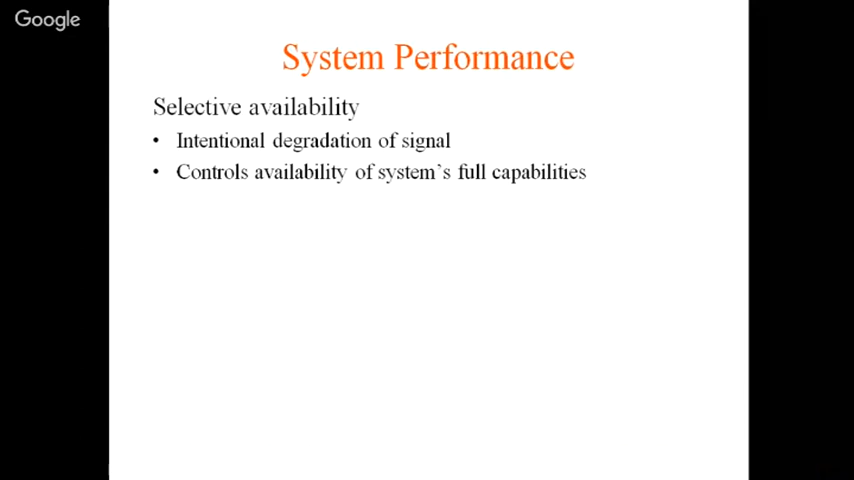 Google
System Performance
Selective availability
• Intentional degradation of signal
• Controls availability of system's full capabilities